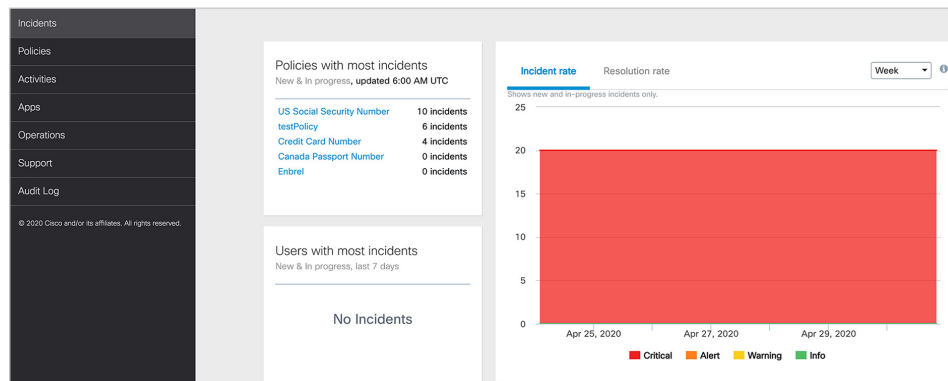 Incidents
Policies
Activities
Apps
Operations
Support
Audit Log
© 2020 Cisco and/or its affiliates. All rights reserved.
Policies with most incidents
New & In progress, updated 6:00 AM UTC
US Social Security Number 10 incidents
testPolicy 6 incidents
Credit Card Number 4 incidents
Canada Passport Number 0 incidents
Enbrel 0 incidents
Users with most incidents
New & In progress, last 7 days
No Incidents
Incident rate Resolution rate Week
Shows new and in-progress incidents only.
25
20
15
10
5
0
Apr 25, 2020 Apr 27, 2020 Apr 29, 2020
Critical Alert Warning Info